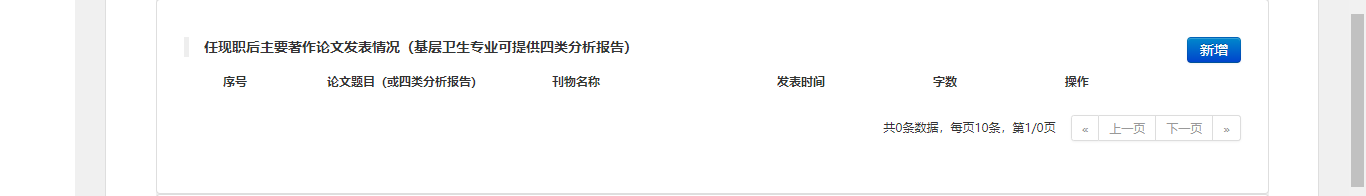 任现职后主要著作论文发表情况（基层卫生专业可提供四类分析报告）
新增
序号 论文题目（或四类分析报告） 刊物名称 发表时间 字数 操作
共0条数据，每页10条，第1/0页 « 上一页 下一页 »